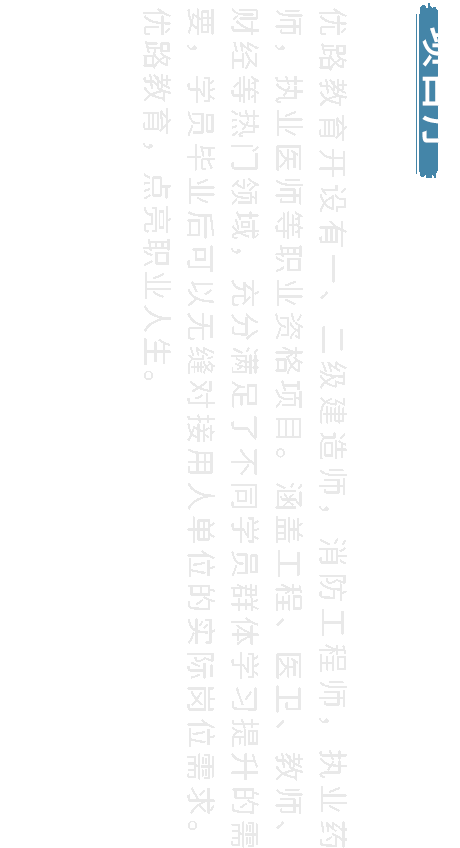 优路教育开设有一、二级建造师，消防工程师，执业药
师，执业医师等职业资格项目。涵盖工程、医卫、教师、
财经等热门领域，充分满足了不同学员群体学习提升的需
要，学员毕业后可以无缝对接用人单位的实际岗位需求。
优路教育，点亮职业人生。